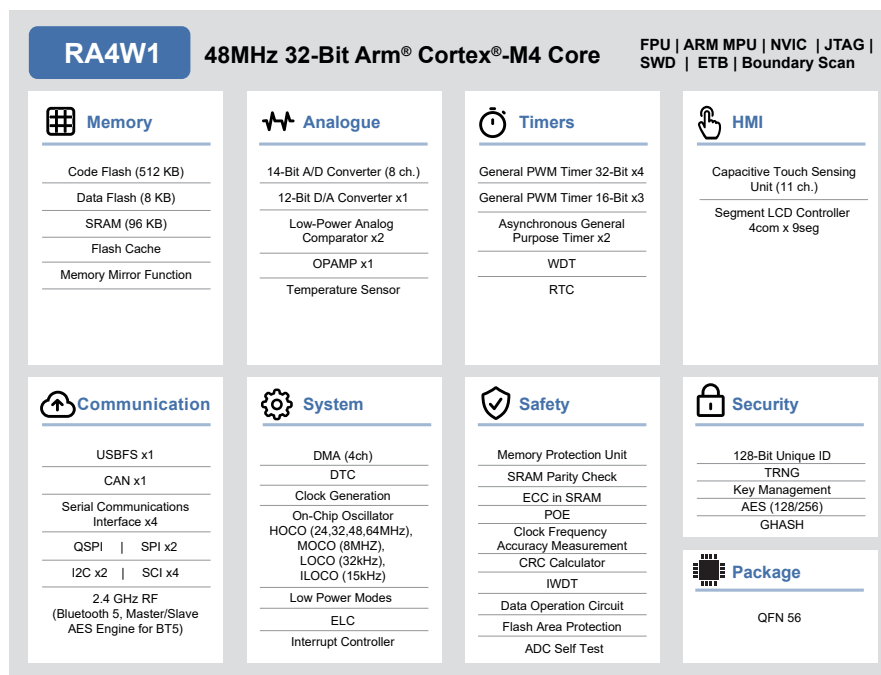 RA4W1
48MHz 32-Bit Arm® Cortex®-M4 Core
FPU | ARM MPU | NVIC | JTAG |
SWD | ETB | Boundary Scan
Memory
Code Flash (512 KB)
Data Flash (8 KB)
SRAM (96 KB)
Flash Cache
Memory Mirror Function
Analogue
14-Bit A/D Converter (8 ch.)
12-Bit D/A Converter x1
Low-Power Analog
Comparator x2
OPAMP x1
Temperature Sensor
Timers
General PWM Timer 32-Bit x4
General PWM Timer 16-Bit x3
Asynchronous General
Purpose Timer x2
WDT
RTC
HMI
Capacitive Touch Sensing
Unit (11 ch.)
Segment LCD Controller
4com x 9seg
Communication
USBFS x1
CAN x1
Serial Communications
Interface x4
QSPI | SPI x2
I2C x2 | SCI x4
2.4 GHz RF
(Bluetooth 5, Master/Slave
AES Engine for BT5)
System
DMA (4ch)
DTC
Clock Generation
On-Chip Oscillator
HOCO (24,32,48,64MHz),
MOCO (8MHZ),
LOCO (32kHz),
ILOCO (15kHz)
Low Power Modes
ELC
Interrupt Controller
Safety
Memory Protection Unit
SRAM Parity Check
ECC in SRAM
POE
Clock Frequency
Accuracy Measurement
CRC Calculator
IWDT
Data Operation Circuit
Flash Area Protection
ADC Self Test
Security
128-Bit Unique ID
TRNG
Key Management
AES (128/256)
GHASH
Package
QFN 56